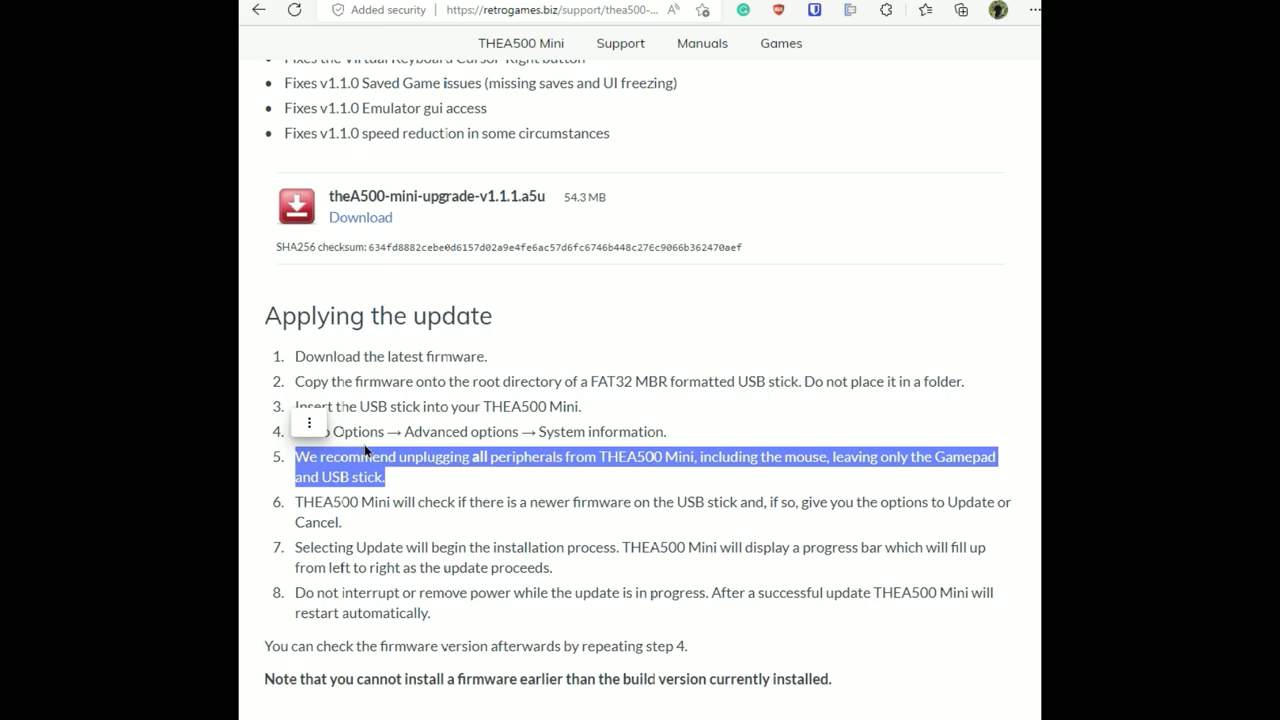 Added security
https://retrogames.biz/support/thea500-...
THEA500 Mini
Support
Manuals
Games
Fixes the Virtual Keyboard Cursor-Right button
Fixes v1.1.0 Saved Game issues (missing saves and UI freezing)
Fixes v1.1.0 Emulator gui access
Fixes v1.1.0 speed reduction in some circumstances
theA500-mini-upgrade-v1.1.1.a5u 54.3 MB
Download
SHA256 checksum: 634fd8882cebe0d6157d02a9e4fe6ac57d6fc6746b448c276c9066b362470aef
Applying the update
1. Download the latest firmware.
2. Copy the firmware onto the root directory of a FAT32 MBR formatted USB stick. Do not place it in a folder.
3. Insert the USB stick into your THEA500 Mini.
4. Options → Advanced options → System information.
5. We recommend unplugging all peripherals from THEA500 Mini, including the mouse, leaving only the Gamepad
and USB stick.
6. THEA500 Mini will check if there is a newer firmware on the USB stick and, if so, give you the options to Update or
Cancel.
7. Selecting Update will begin the installation process. THEA500 Mini will display a progress bar which will fill up
from left to right as the update proceeds.
8. Do not interrupt or remove power while the update is in progress. After a successful update THEA500 Mini will
restart automatically.
You can check the firmware version afterwards by repeating step 4.
Note that you cannot install a firmware earlier than the build version currently installed.